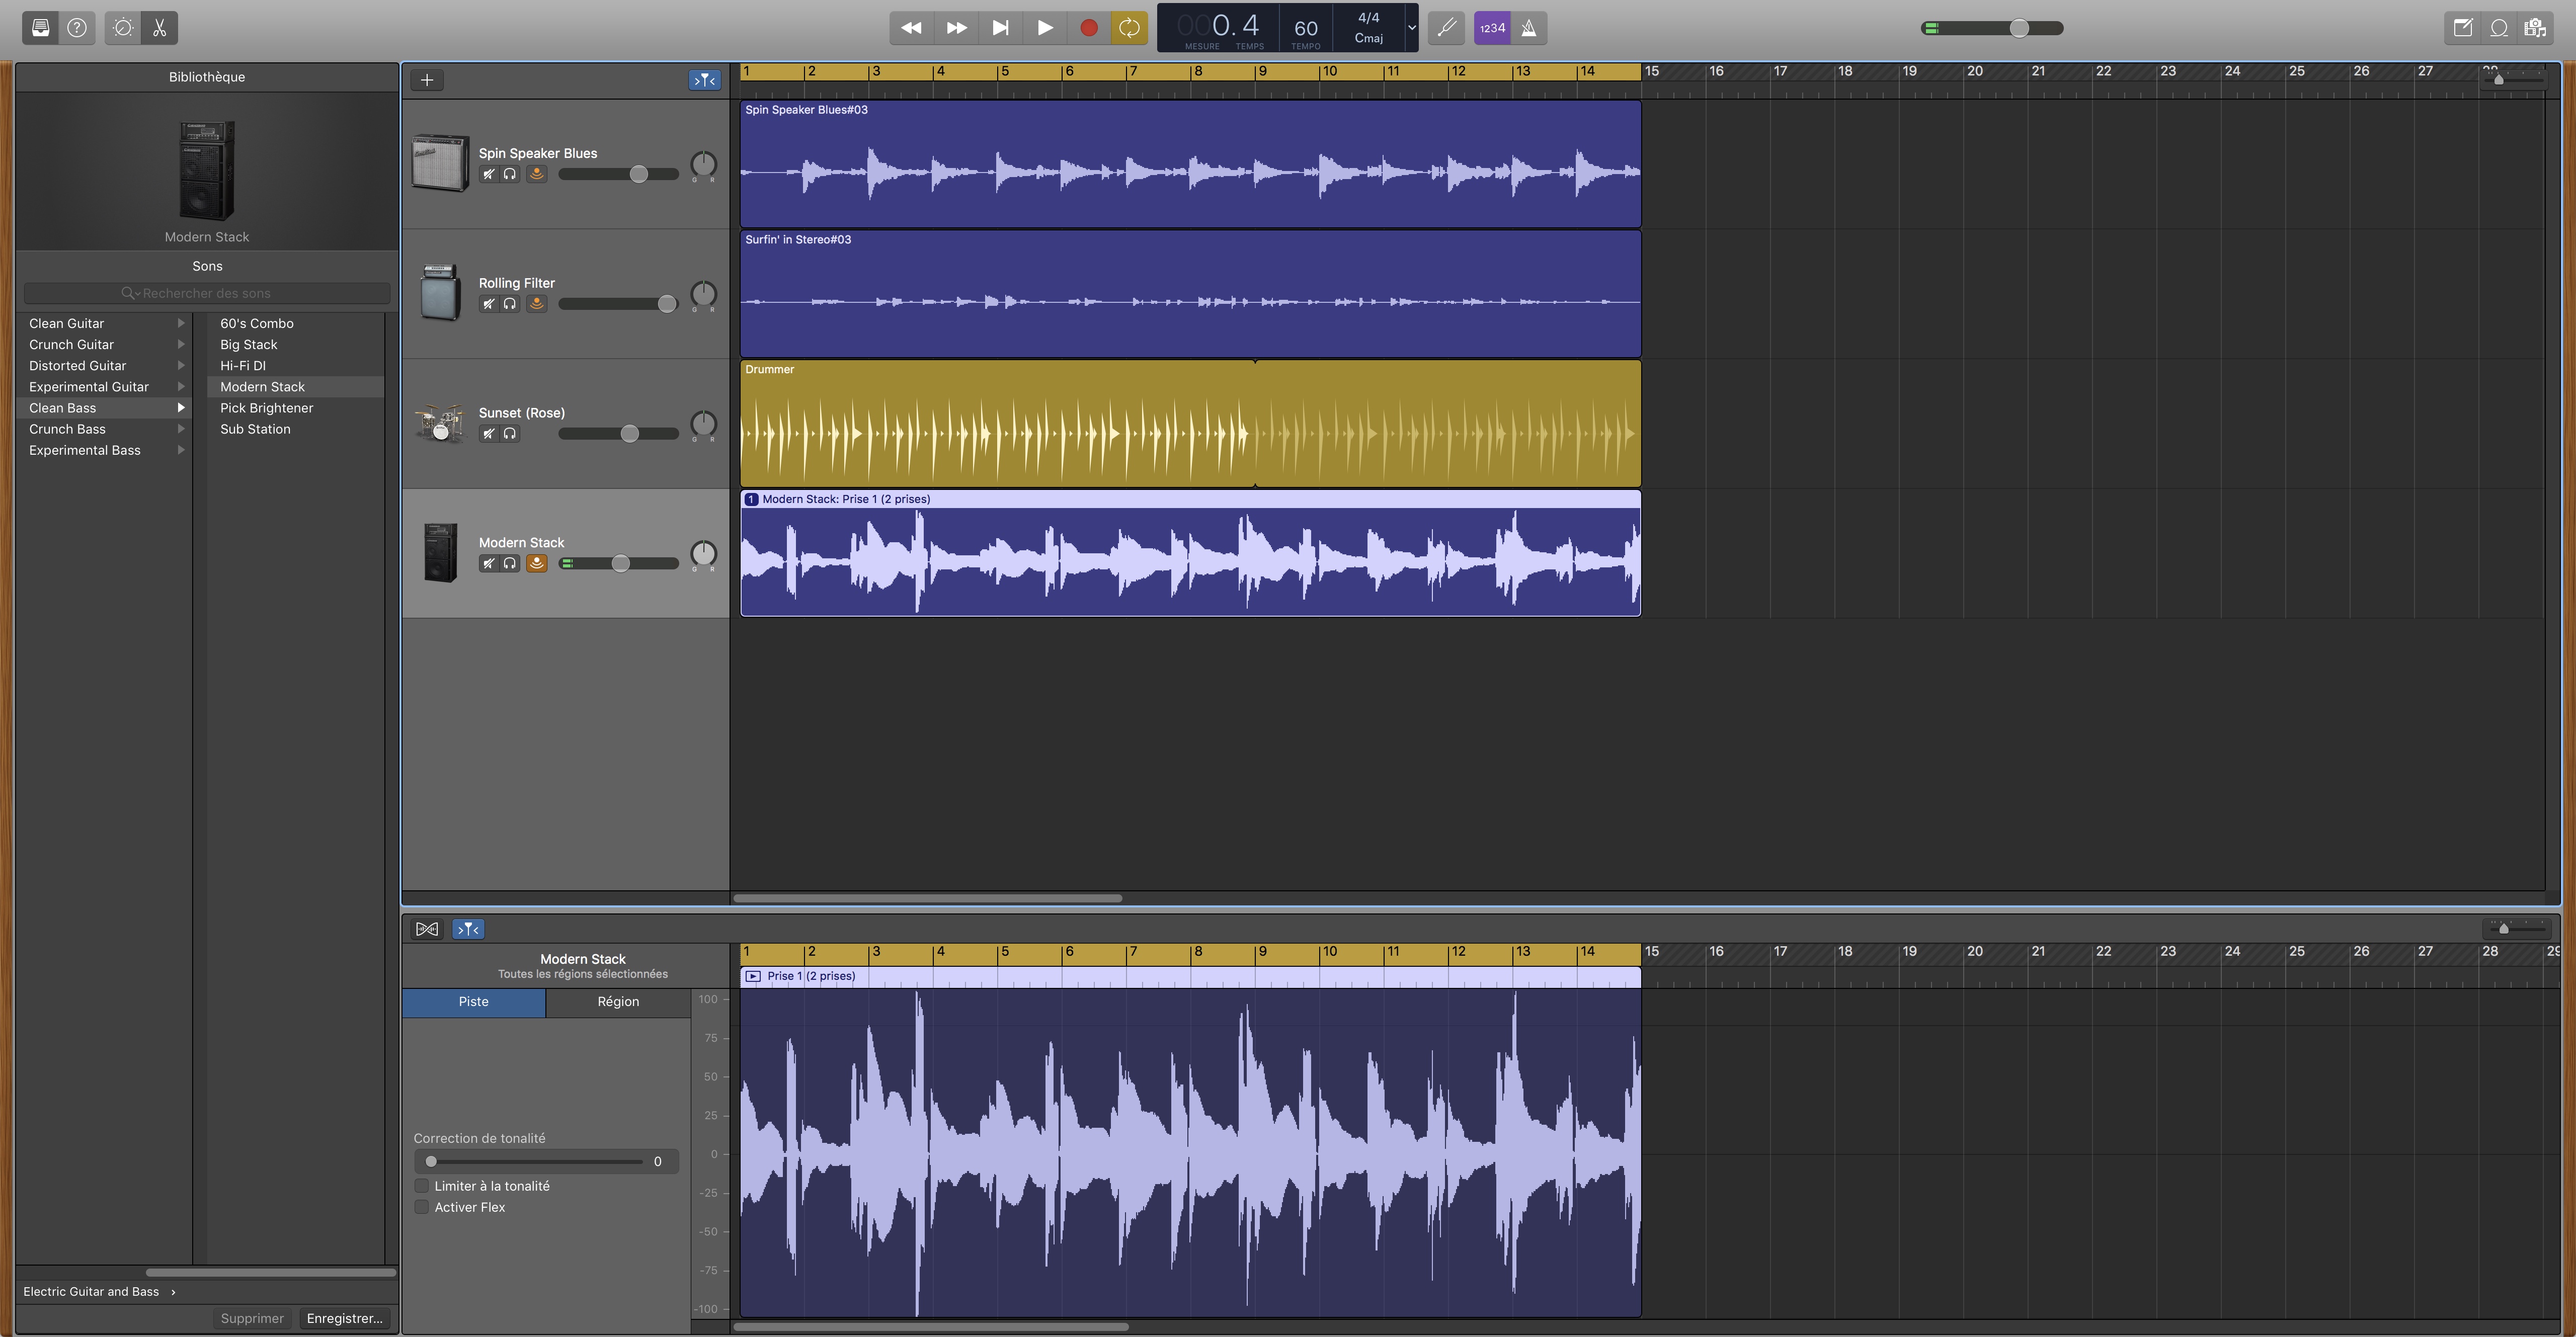 000.4
60
4/4
Cmaj
MESURE
TEMPS
TEMPO
1234
Bibliothèque
Modern Stack
Sons
Rechercher des sons
Clean Guitar
Crunch Guitar
Distorted Guitar
Experimental Guitar
Clean Bass
Crunch Bass
Experimental Bass
60's Combo
Big Stack
Hi-Fi DI
Modern Stack
Pick Brightener
Sub Station
Electric Guitar and Bass
Supprimer
Enregistrer...
1 2 3 4 5 6 7 8 9 10 11 12 13 14 15 16 17 18 19 20 21 22 23 24 25 26 27
Spin Speaker Blues
G R
Spin Speaker Blues#03
Rolling Filter
G R
Surfin' in Stereo#03
Sunset (Rose)
G R
Drummer
Modern Stack
G R
1 Modern Stack: Prise 1 (2 prises)
Modern Stack
Toutes les régions sélectionnées
Piste
Région
Correction de tonalité
0
Limiter à la tonalité
Activer Flex
1 2 3 4 5 6 7 8 9 10 11 12 13 14 15 16 17 18 19 20 21 22 23 24 25 26 27 28 29
Prise 1 (2 prises)
100
75
50
25
0
-25
-50
-75
-100